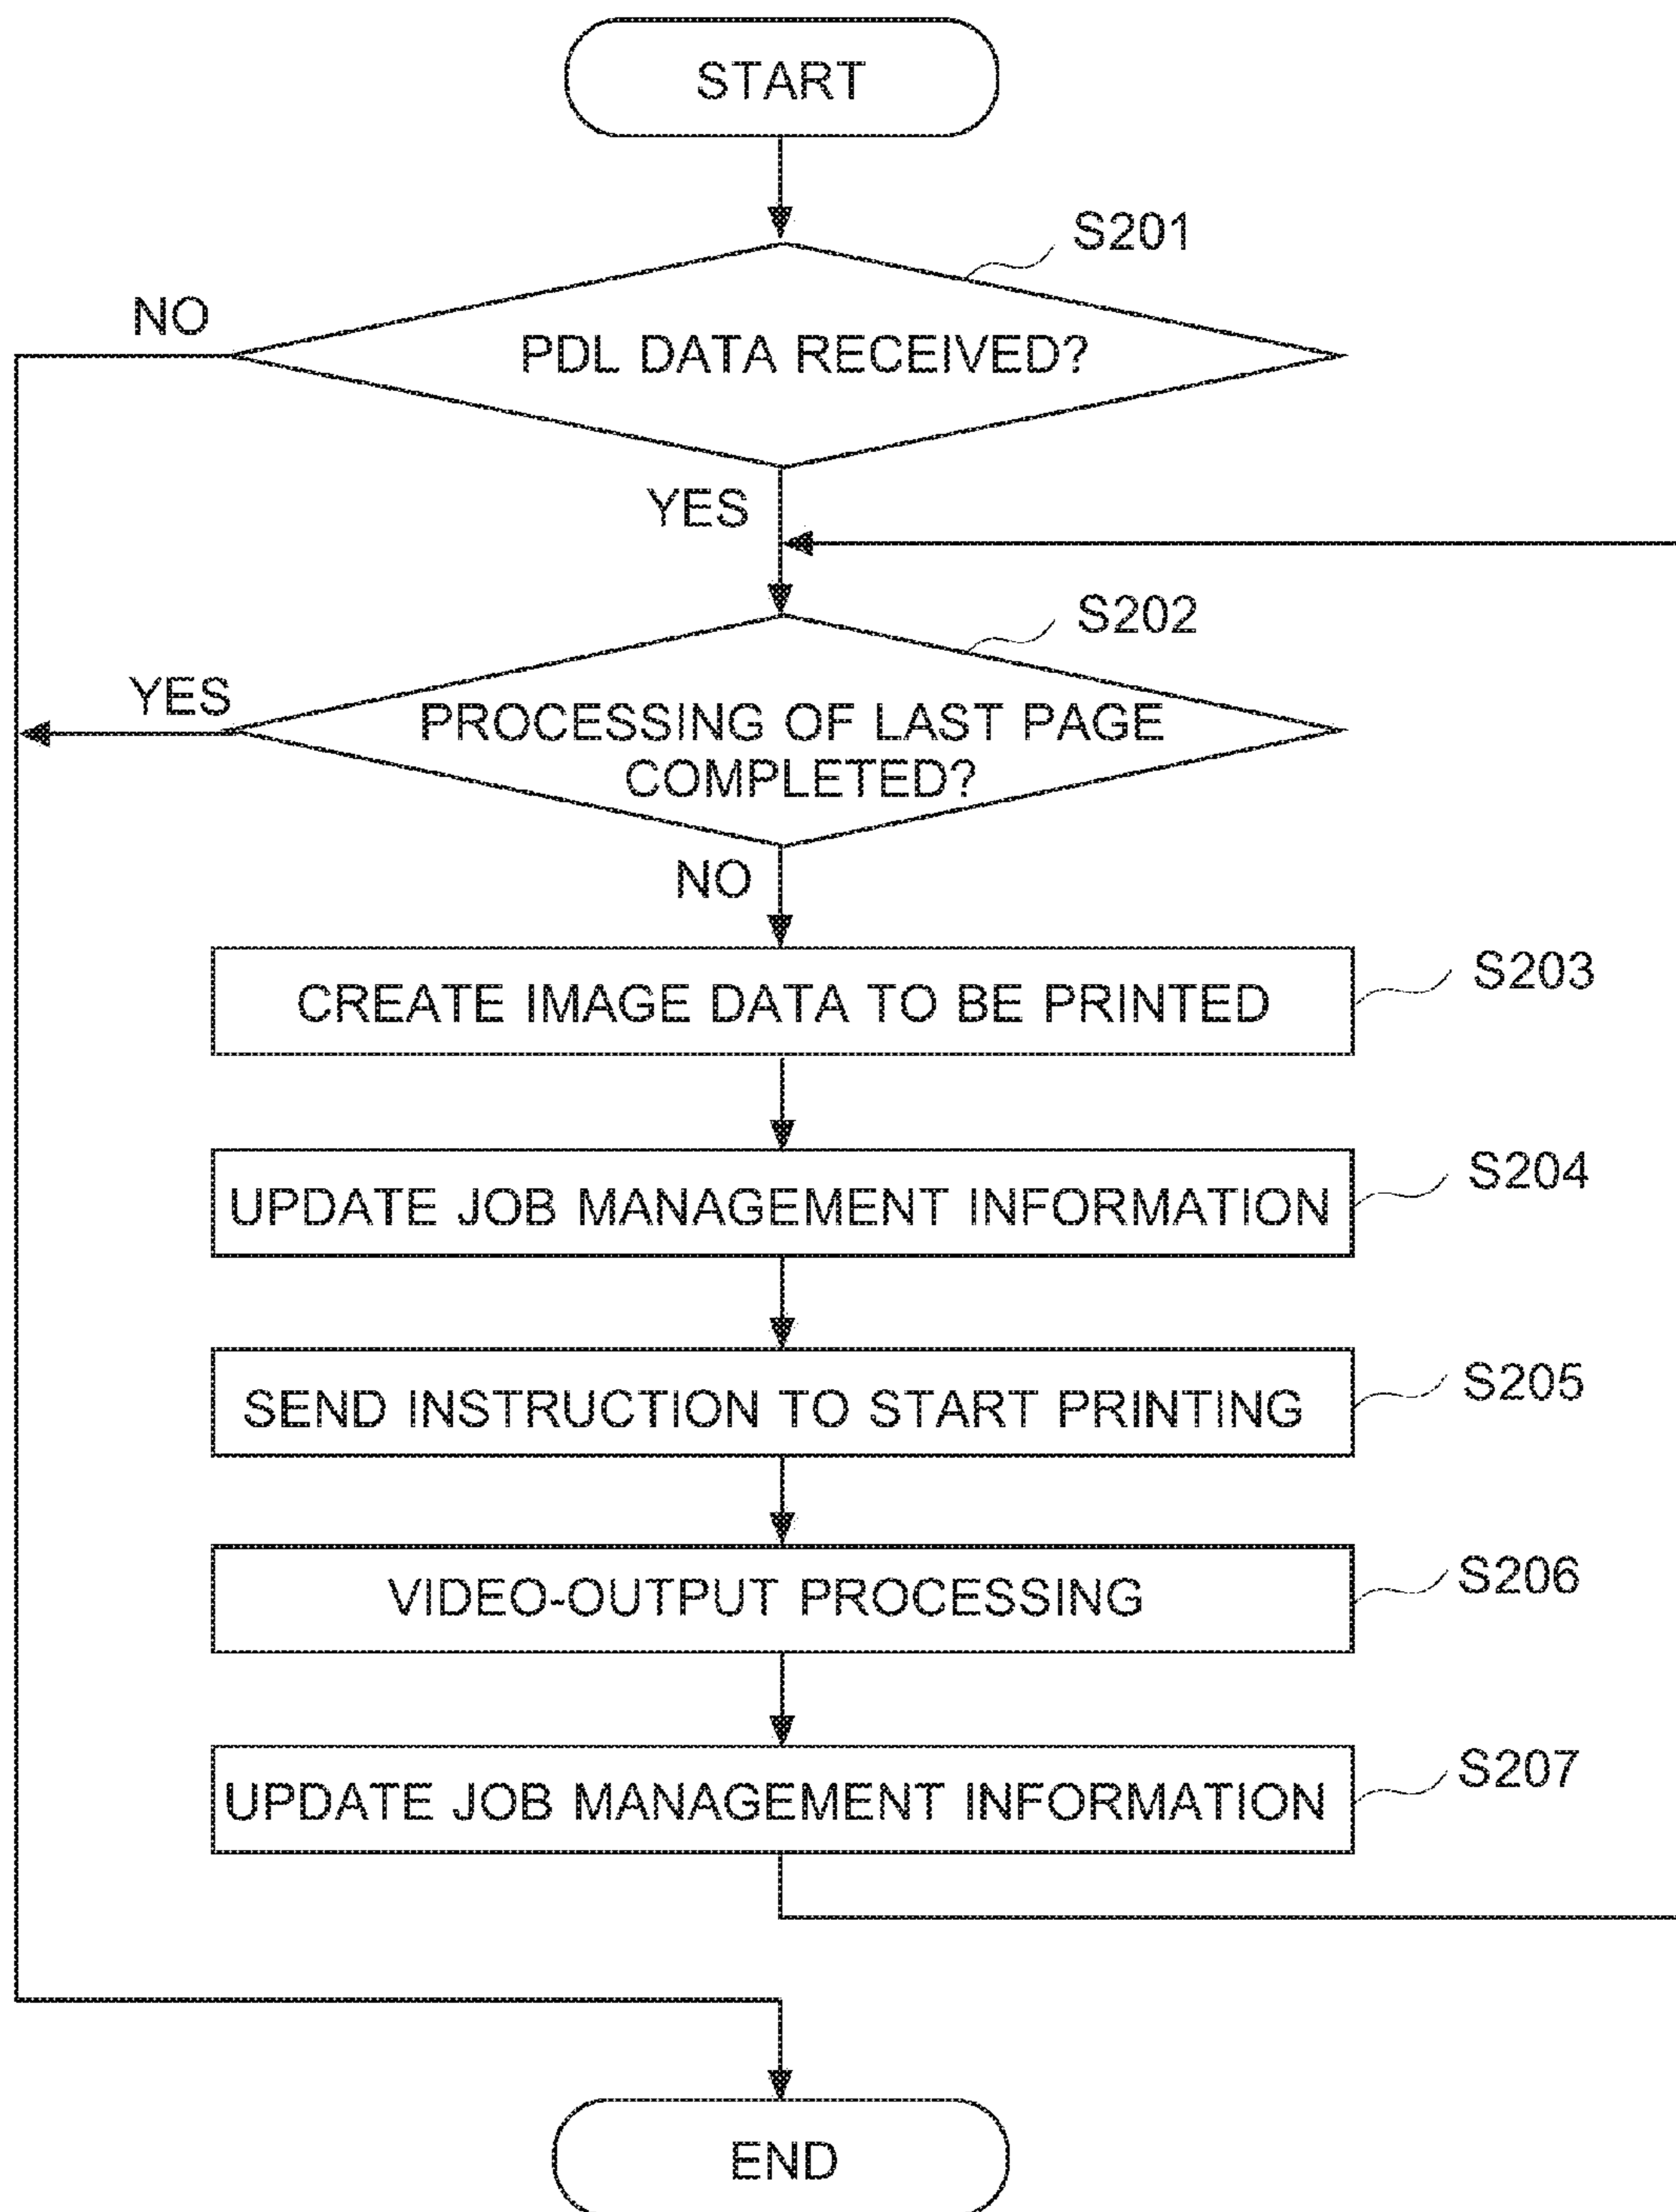 START
S201
NO
PDL DATA RECEIVED?
YES
S202
YES
PROCESSING OF LAST PAGE
COMPLETED?
NO
CREATE IMAGE DATA TO BE PRINTED
S203
UPDATE JOB MANAGEMENT INFORMATION
S204
SEND INSTRUCTION TO START PRINTING
S205
VIDEO-OUTPUT PROCESSING
S206
UPDATE JOB MANAGEMENT INFORMATION
S207
END